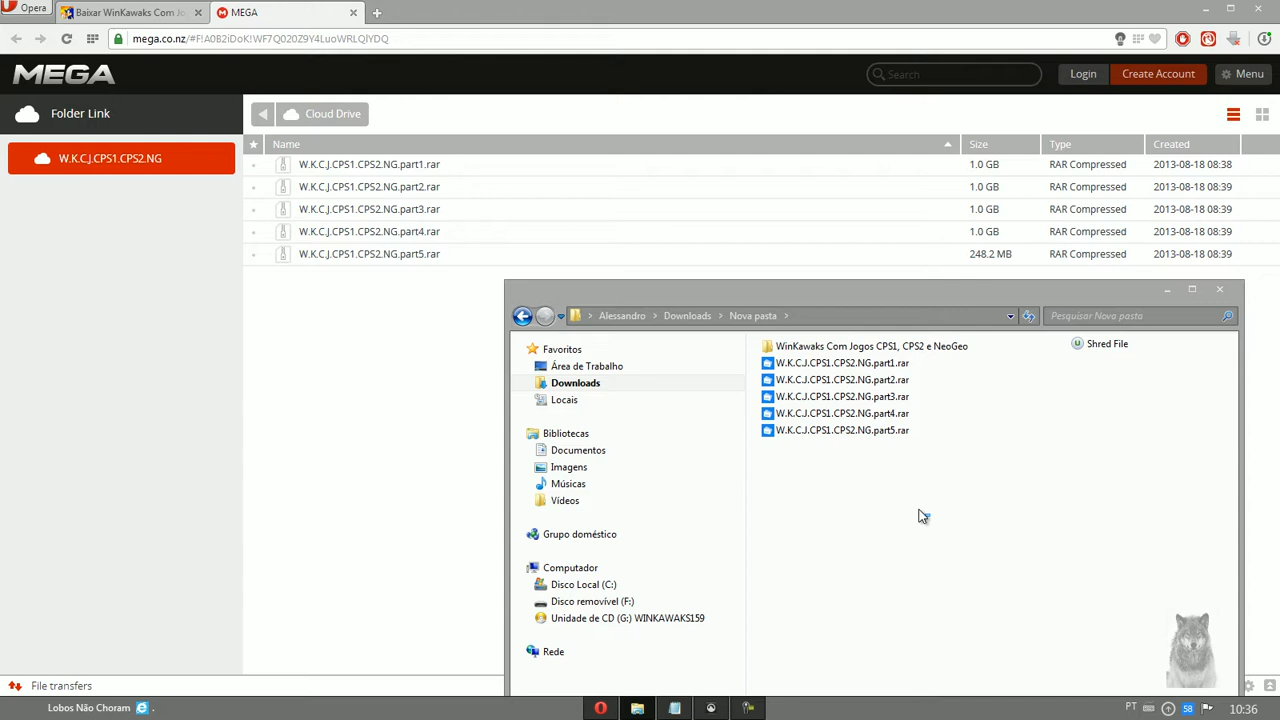 Opera
Baixar WinKawaks Com Jo
MEGA
mega.co.nz/#F!A0B2iDoK!WF7Q020Z9Y4LuoWRLQIYDQ
MEGA
Search
Login
Create Account
Menu
Folder Link
Cloud Drive
W.K.C.J.CPS1.CPS2.NG
Name Size Type Created
W.K.C.J.CPS1.CPS2.NG.part1.rar 1.0 GB RAR Compressed 2013-08-18 08:38
W.K.C.J.CPS1.CPS2.NG.part2.rar 1.0 GB RAR Compressed 2013-08-18 08:39
W.K.C.J.CPS1.CPS2.NG.part3.rar 1.0 GB RAR Compressed 2013-08-18 08:39
W.K.C.J.CPS1.CPS2.NG.part4.rar 1.0 GB RAR Compressed 2013-08-18 08:39
W.K.C.J.CPS1.CPS2.NG.part5.rar 248.2 MB RAR Compressed 2013-08-18 08:39
Alessandro Downloads Nova pasta
Pesquisar Nova pasta
Favoritos
Área de Trabalho
Downloads
Locais
Bibliotecas
Documentos
Imagens
Músicas
Vídeos
Grupo doméstico
Computador
Disco Local (C:)
Disco removível (F:)
Unidade de CD (G:) WINKAWAKS159
Rede
WinKawaks Com Jogos CPS1, CPS2 e NeoGeo
W.K.C.J.CPS1.CPS2.NG.part1.rar
W.K.C.J.CPS1.CPS2.NG.part2.rar
W.K.C.J.CPS1.CPS2.NG.part3.rar
W.K.C.J.CPS1.CPS2.NG.part4.rar
W.K.C.J.CPS1.CPS2.NG.part5.rar
Shred File
File transfers
Lobos Não Choram .
PT
58
10:36